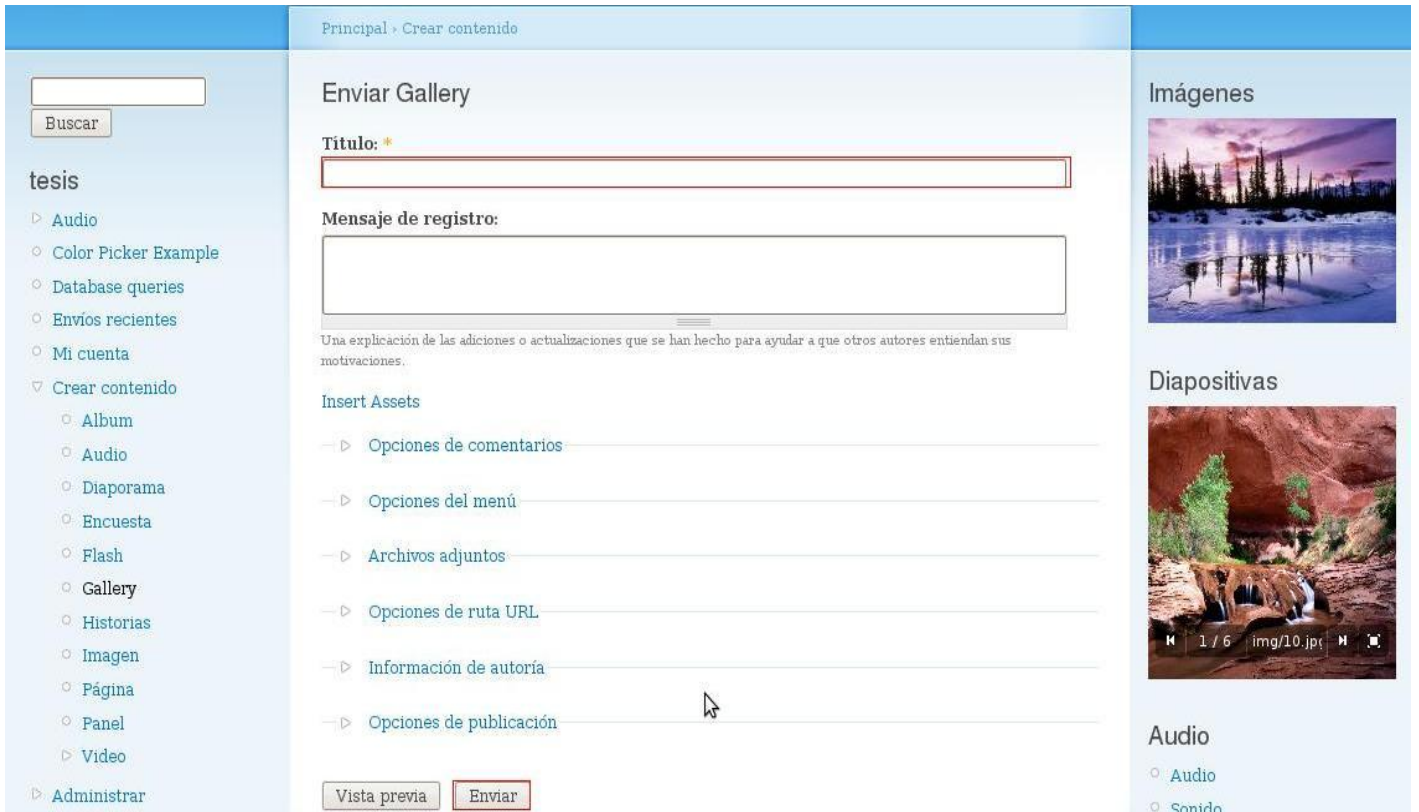 Principal › Crear contenido
Buscar
tesis
Audio
Color Picker Example
Database queries
Envíos recientes
Mi cuenta
Crear contenido
Album
Audio
Diaporama
Encuesta
Flash
Gallery
Historias
Imagen
Página
Panel
Video
Administrar
Enviar Gallery
Título: *
Mensaje de registro:
Una explicación de las adiciones o actualizaciones que se han hecho para ayudar a que otros autores entiendan sus
motivaciones.
Insert Assets
Opciones de comentarios
Opciones del menú
Archivos adjuntos
Opciones de ruta URL
Información de autoría
Opciones de publicación
Vista previa
Enviar
Imágenes
Diapositivas
1 / 6 img/10.jpg
Audio
Audio
Sonido